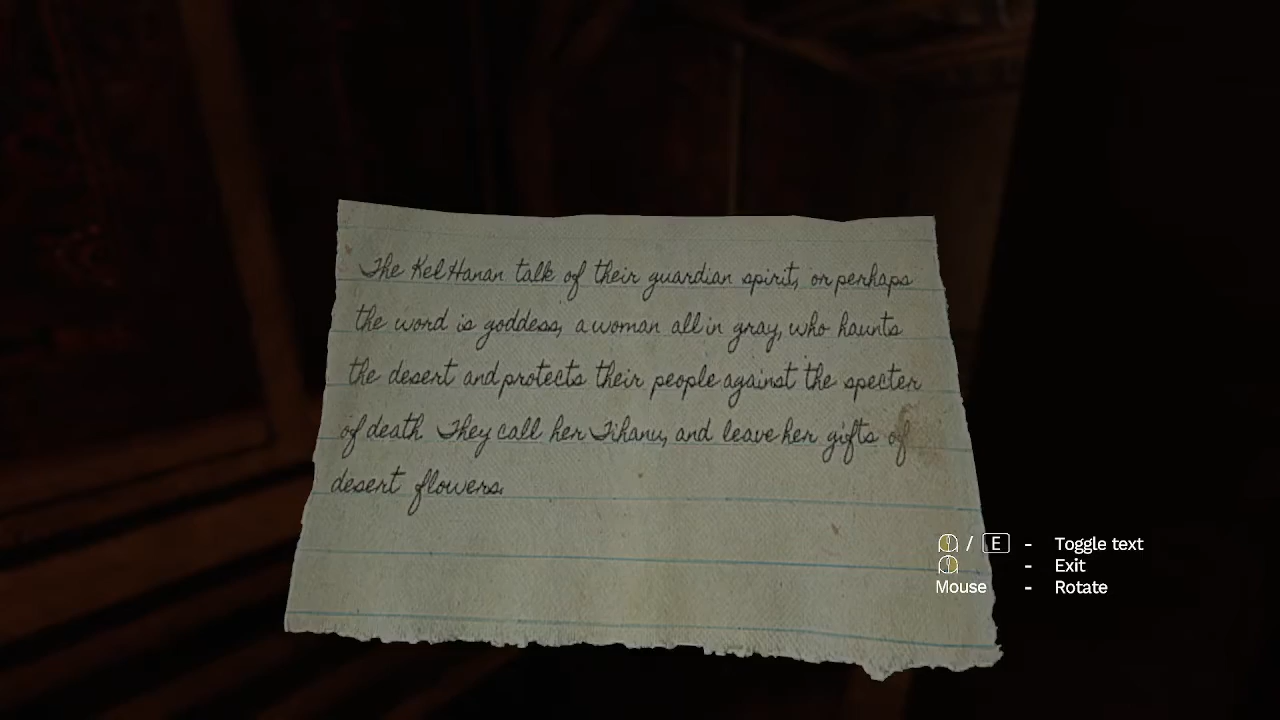 The Kel Hanan talk of their guardian spirit, or perhaps
the word is goddess, a woman all in gray, who haunts
the desert and protects their people against the specter
of death. They call her Tihanu, and leave her gifts of
desert flowers.
/ E - Toggle text
- Exit
Mouse - Rotate